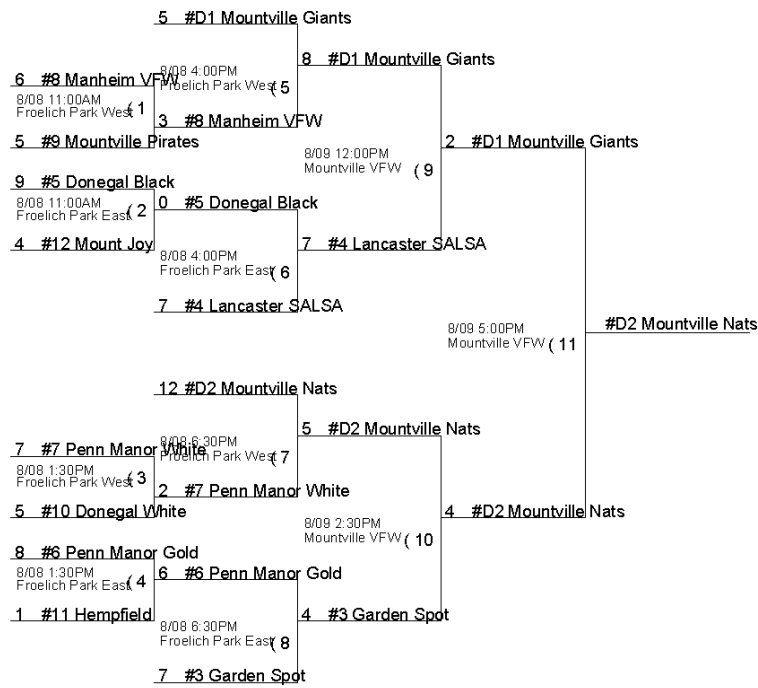 5 #D1 Mountville Giants
8 #D1 Mountville Giants
8/08 4:00PM
6 #8 Manheim VFW
Froelich Park West ( 5
8/08 11:00AM
Froelich Park West ( 1
3 #8 Manheim VFW
5 #9 Mountville Pirates
2 #D1 Mountville Giants
8/09 12:00PM
Mountville VFW ( 9
9 #5 Donegal Black
8/08 11:00AM
Froelich Park East ( 2
0 #5 Donegal Black
4 #12 Mount Joy
7 #4 Lancaster SALSA
8/08 4:00PM
Froelich Park East ( 6
7 #4 Lancaster SALSA
8/09 5:00PM
#D2 Mountville Nats
Mountville VFW ( 11
12 #D2 Mountville Nats
5 #D2 Mountville Nats
8/08 6:30PM
7 #7 Penn Manor White
Froelich Park West ( 7
8/08 1:30PM
Froelich Park West ( 3
2 #7 Penn Manor White
5 #10 Donegal White
4 #D2 Mountville Nats
8/09 2:30PM
Mountville VFW ( 10
8 #6 Penn Manor Gold
8/08 1:30PM
Froelich Park East ( 4
6 #6 Penn Manor Gold
1 #11 Hempfield
4 #3 Garden Spot
8/08 6:30PM
Froelich Park East ( 8
7 #3 Garden Spot